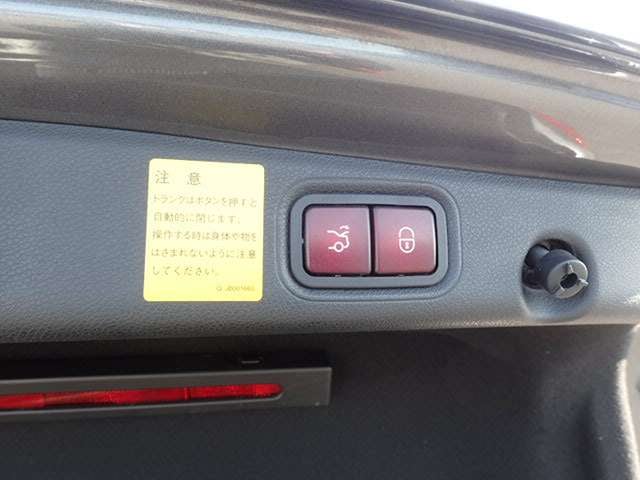 注意
トランクはボタンを押すと
自動的に閉じます;
操作する時は身体や物を
はさまれないように注意
してください。